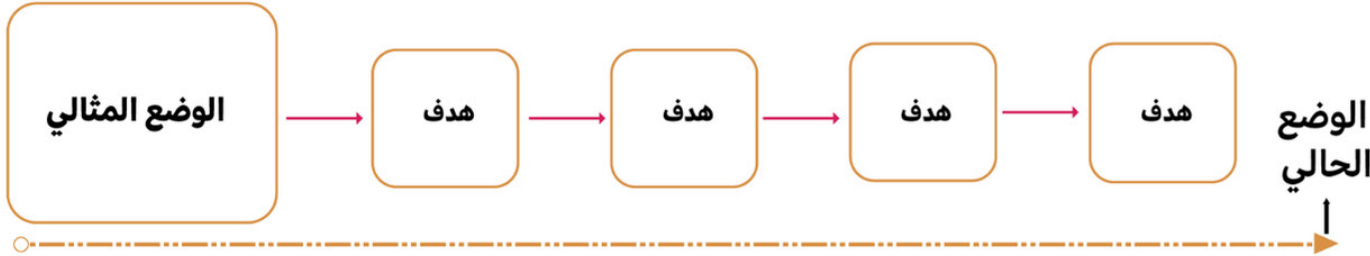 الوضع
الحالي
هدف
هدف
هدف
هدف
الوضع المثالي